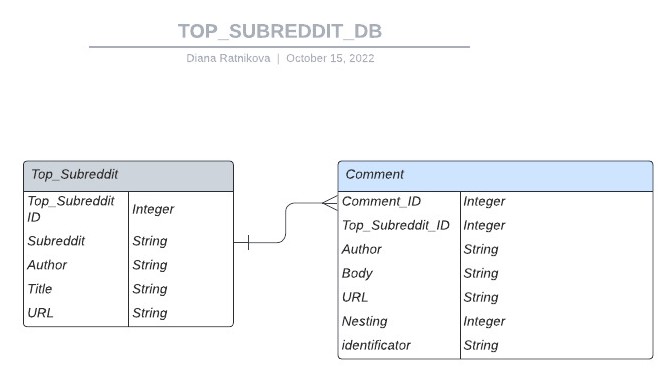 TOP_SUBREDDIT_DB
Diana Ratnikova | October 15, 2022
Top_Subreddit
Top_Subreddit
ID
Integer
Subreddit String
Author String
Title String
URL String
Comment
Comment_ID Integer
Top_Subreddit_ID Integer
Author String
Body String
URL String
Nesting Integer
identificator String